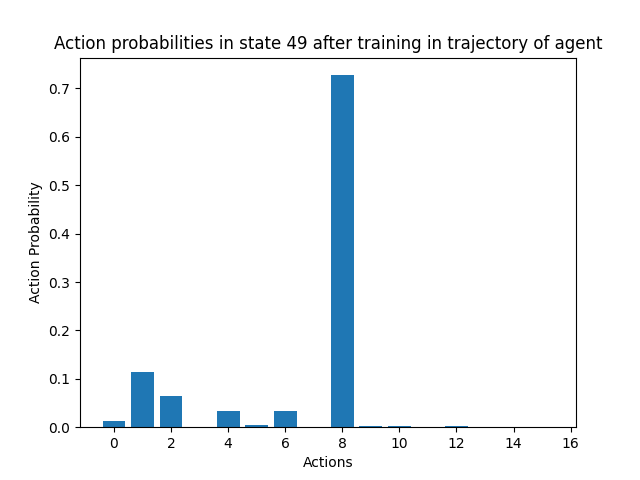 Action probabilities in state 49 after training in trajectory of agent
0.7
0.6
0.5
0.4
0.3
0.2
0.1
0.0
Action Probability
0 2 4 6 8 10 12 14 16
Actions